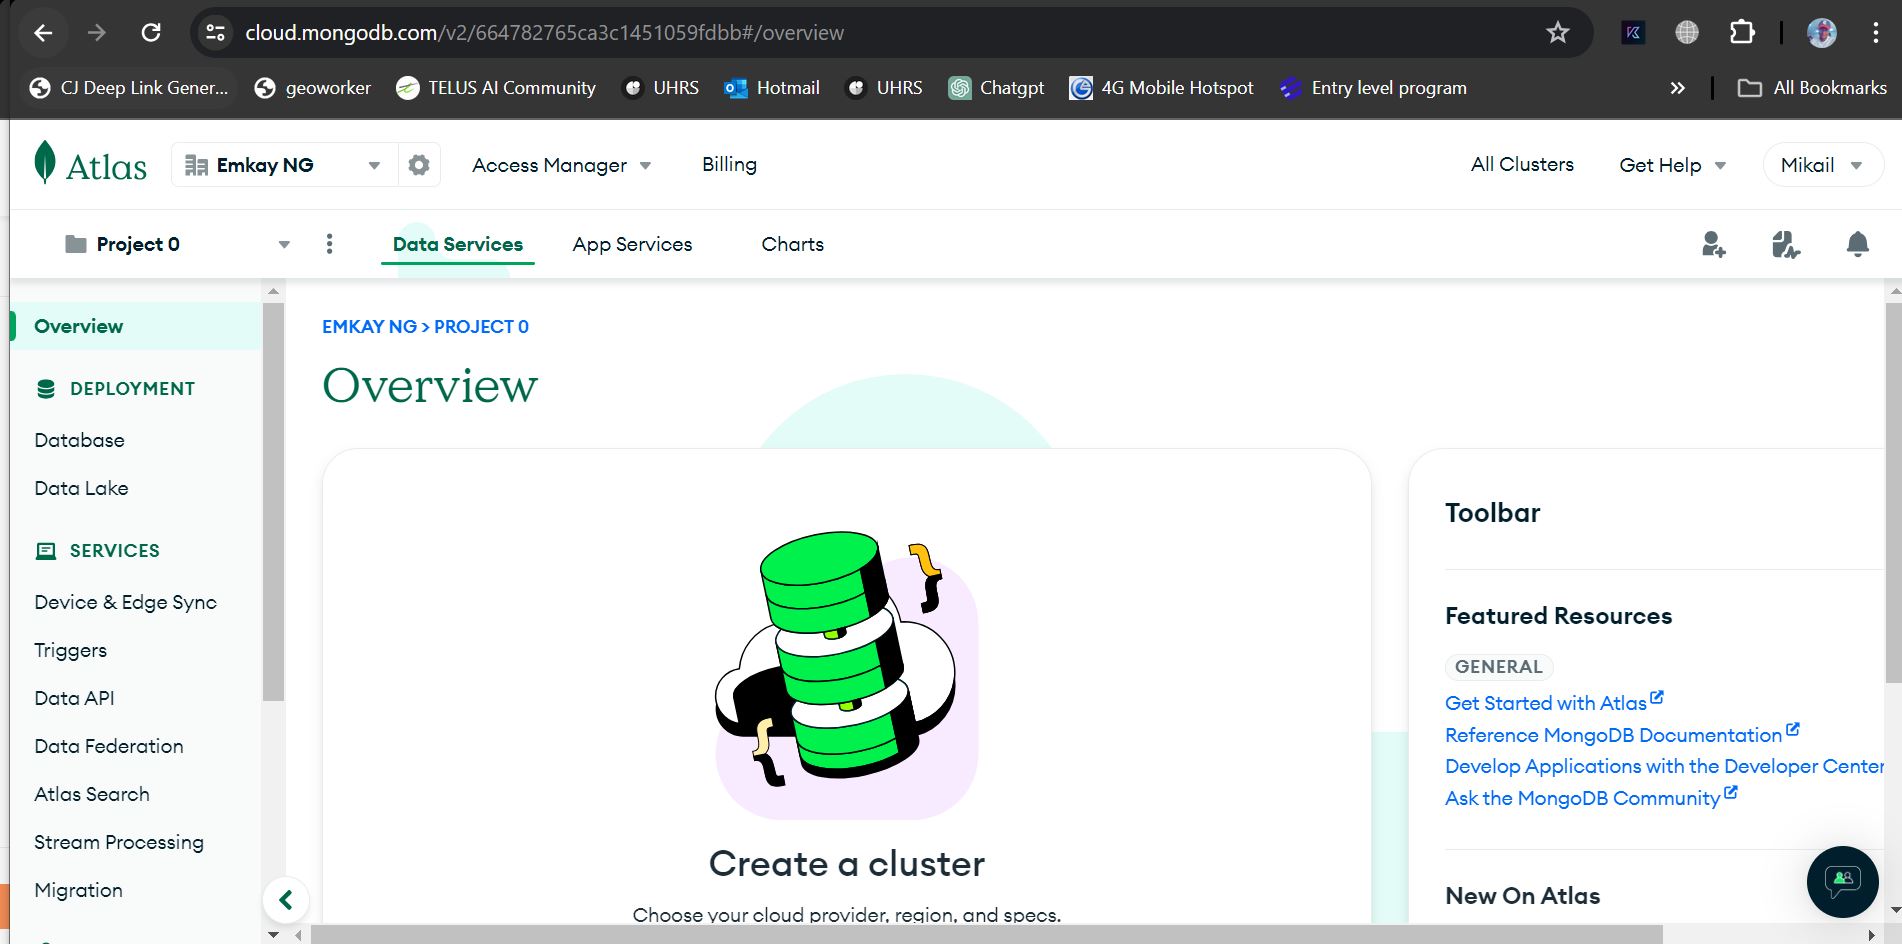 cloud.mongodb.com/v2/664782765ca3c1451059fdbb#/overview
CJ Deep Link Gener... geoworker TELUS AI Community UHRS Hotmail UHRS Chatgpt 4G Mobile Hotspot Entry level program » All Bookmarks
Atlas Emkay NG Access Manager Billing All Clusters Get Help Mikail
Project 0 Data Services App Services Charts
Overview
DEPLOYMENT
Database
Data Lake
SERVICES
Device & Edge Sync
Triggers
Data API
Data Federation
Atlas Search
Stream Processing
Migration
EMKAY NG > PROJECT 0
Overview
Create a cluster
Choose your cloud provider, region, and specs.
Toolbar
Featured Resources
GENERAL
Get Started with Atlas
Reference MongoDB Documentation
Develop Applications with the Developer Center
Ask the MongoDB Community
New On Atlas